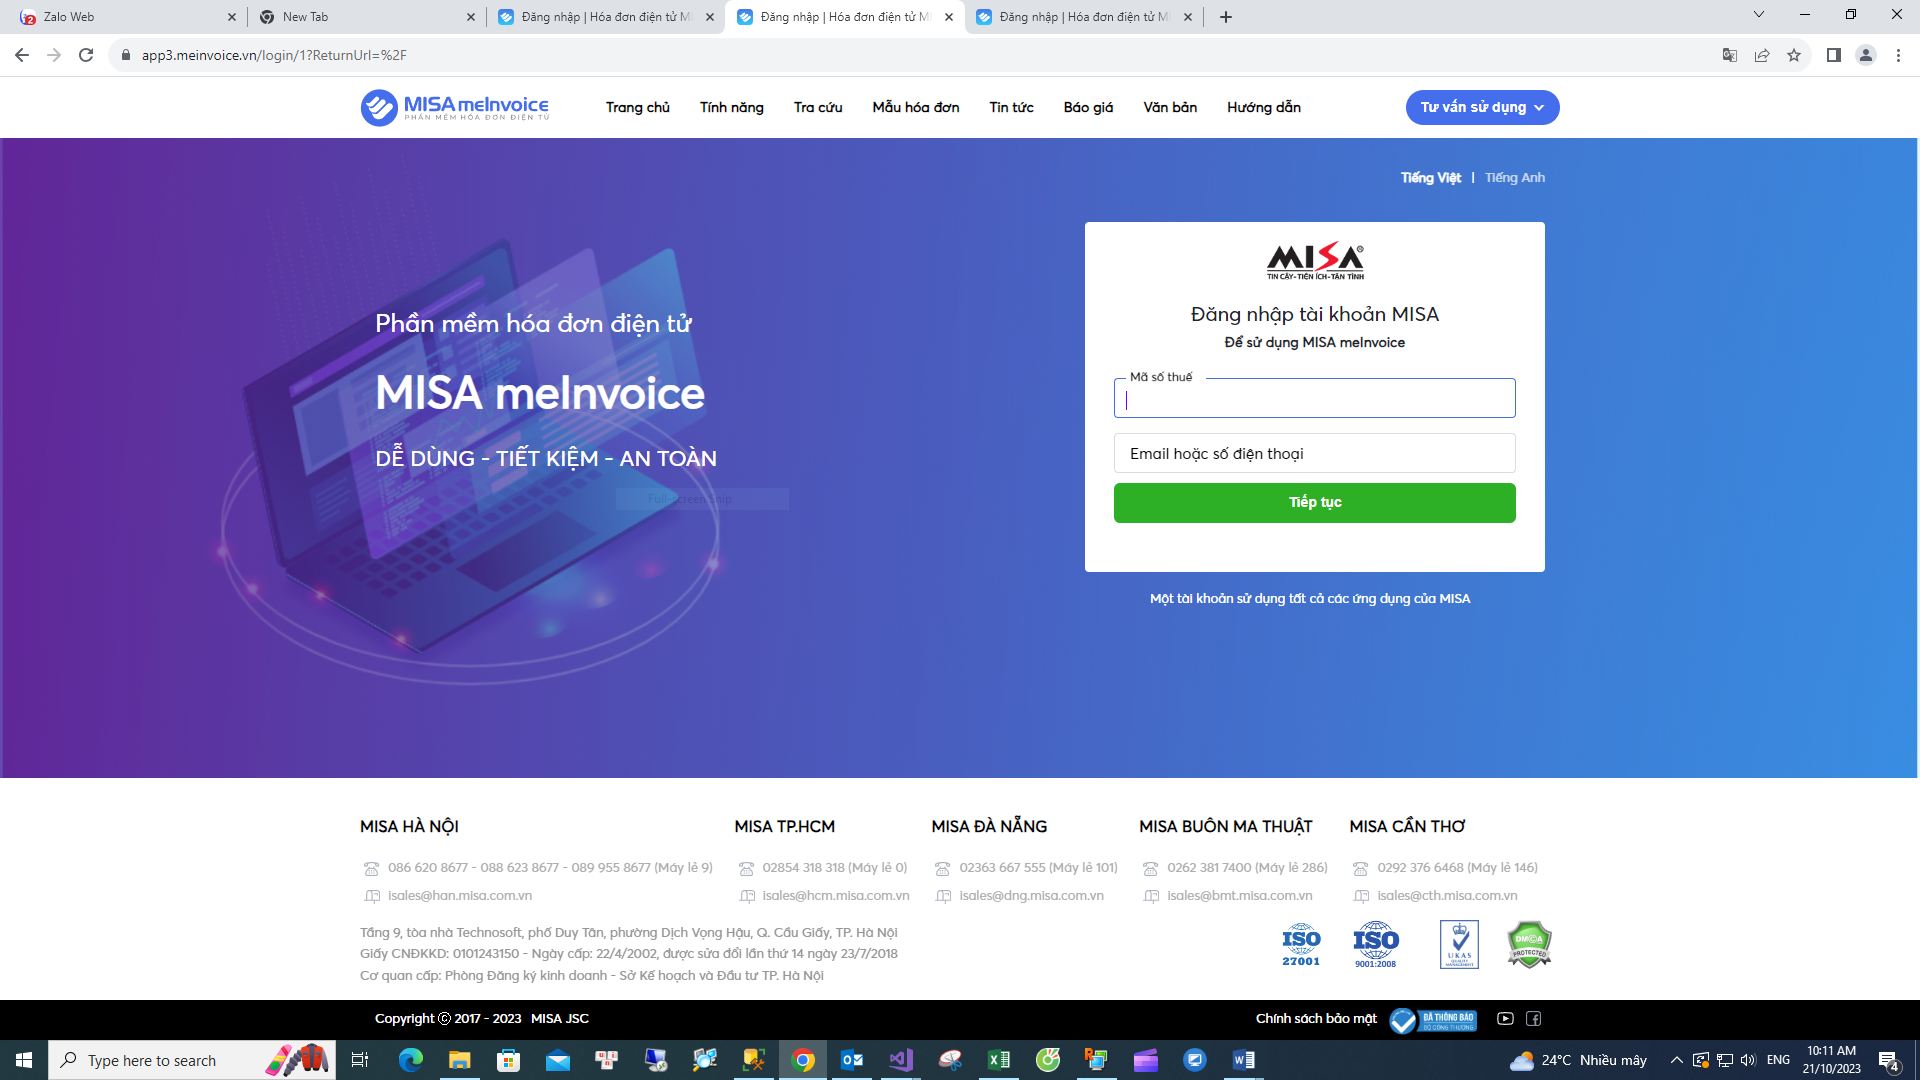 Zalo Web
New Tab
Đăng nhập | Hóa đơn điện tử M
Đăng nhập | Hóa đơn điện tử M
Đăng nhập | Hóa đơn điện tử M
app3.meinvoice.vn/login/1?ReturnUrl=%2F
MISA meInvoice
PHẦN MỀM HÓA ĐƠN ĐIỆN TỬ
Trang chủ
Tính năng
Tra cứu
Mẫu hóa đơn
Tin tức
Báo giá
Văn bản
Hướng dẫn
Tư vấn sử dụng
Tiếng Việt | Tiếng Anh
MISA
TIN CẬY-TIỆN ÍCH-TẬN TÌNH
Đăng nhập tài khoản MISA
Để sử dụng MISA meInvoice
Mã số thuế
Email hoặc số điện thoại
Tiếp tục
Một tài khoản sử dụng tất cả các ứng dụng của MISA
Phần mềm hóa đơn điện tử
MISA meInvoice
DỄ DÙNG - TIẾT KIỆM - AN TOÀN
Full-screen Snip
MISA HÀ NỘI
086 620 8677 - 088 623 8677 - 089 955 8677 (Máy lẻ 9)
isales@han.misa.com.vn
MISA TP.HCM
02854 318 318 (Máy lẻ 0)
isales@hcm.misa.com.vn
MISA ĐÀ NẴNG
02363 667 555 (Máy lẻ 101)
isales@dng.misa.com.vn
MISA BUÔN MA THUẬT
0262 381 7400 (Máy lẻ 286)
isales@bmt.misa.com.vn
MISA CẦN THƠ
0292 376 6468 (Máy lẻ 146)
isales@cth.misa.com.vn
Tầng 9, tòa nhà Technosoft, phố Duy Tân, phường Dịch Vọng Hậu, Q. Cầu Giấy, TP. Hà Nội
Giấy CNĐKKD: 0101243150 - Ngày cấp: 22/4/2002, được sửa đổi lần thứ 14 ngày 23/7/2018
Cơ quan cấp: Phòng Đăng ký kinh doanh - Sở Kế hoạch và Đầu tư TP. Hà Nội
ISO
27001
ISO
9001:2008
UKAS
QUALITY
MANAGEMENT
DMCA
PROTECTED
Copyright © 2017 - 2023 MISA JSC
Chính sách bảo mật
ĐÃ THÔNG BÁO
BỘ CÔNG THƯƠNG
Type here to search
24°C Nhiều mây
ENG
10:11 AM
21/10/2023
4